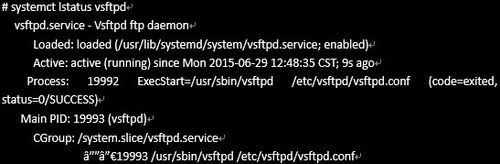 # systemct lstatus vsftpd↵
vsftpd.service - Vsftpd ftp daemon↵
Loaded: loaded (/usr/lib/systemd/system/vsftpd.service; enabled)↵
Active: active (running) since Mon 2015-06-29 12:48:35 CST; 9s ago↵
Process: 19992 ExecStart=/usr/sbin/vsftpd /etc/vsftpd/vsftpd.conf (code=exited,
status=0/SUCCESS)↵
Main PID: 19993 (vsftpd)↵
CGroup: /system.slice/vsftpd.service↵
â””â”€19993 /usr/sbin/vsftpd /etc/vsftpd/vsftpd.conf↵